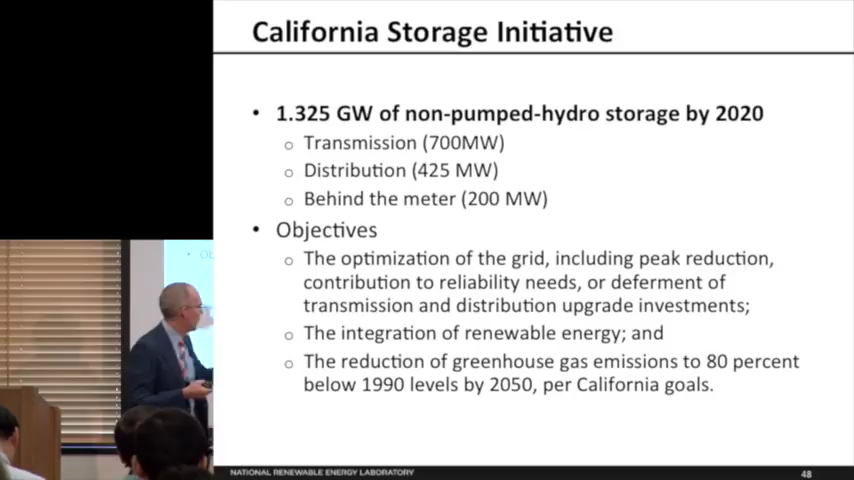 California Storage Initiative
• 1.325 GW of non-pumped-hydro storage by 2020
o Transmission (700MW)
o Distribution (425 MW)
o Behind the meter (200 MW)
• Objectives
o The optimization of the grid, including peak reduction,
contribution to reliability needs, or deferment of
transmission and distribution upgrade investments;
o The integration of renewable energy; and
o The reduction of greenhouse gas emissions to 80 percent
below 1990 levels by 2050, per California goals.
NATIONAL RENEWABLE ENERGY LABORATORY
48